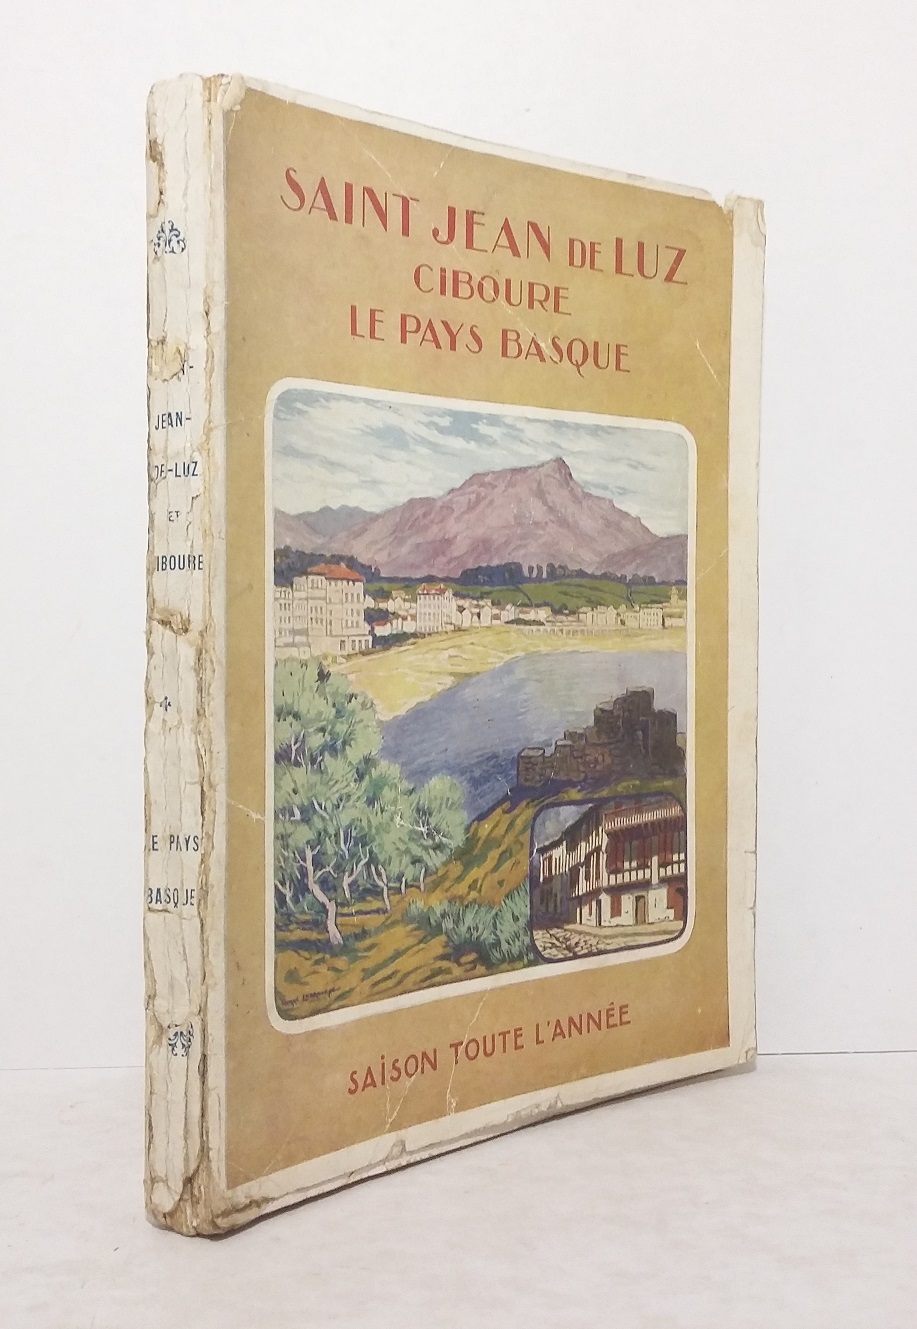 SAINT JEAN DE LUZ
CIBOURE
LE PAYS BASQUE
SAISON TOUTE L'ANNÉE
JEAN-
DE-LUZ
ET
IBOURE
LE PAYS
BASQUE